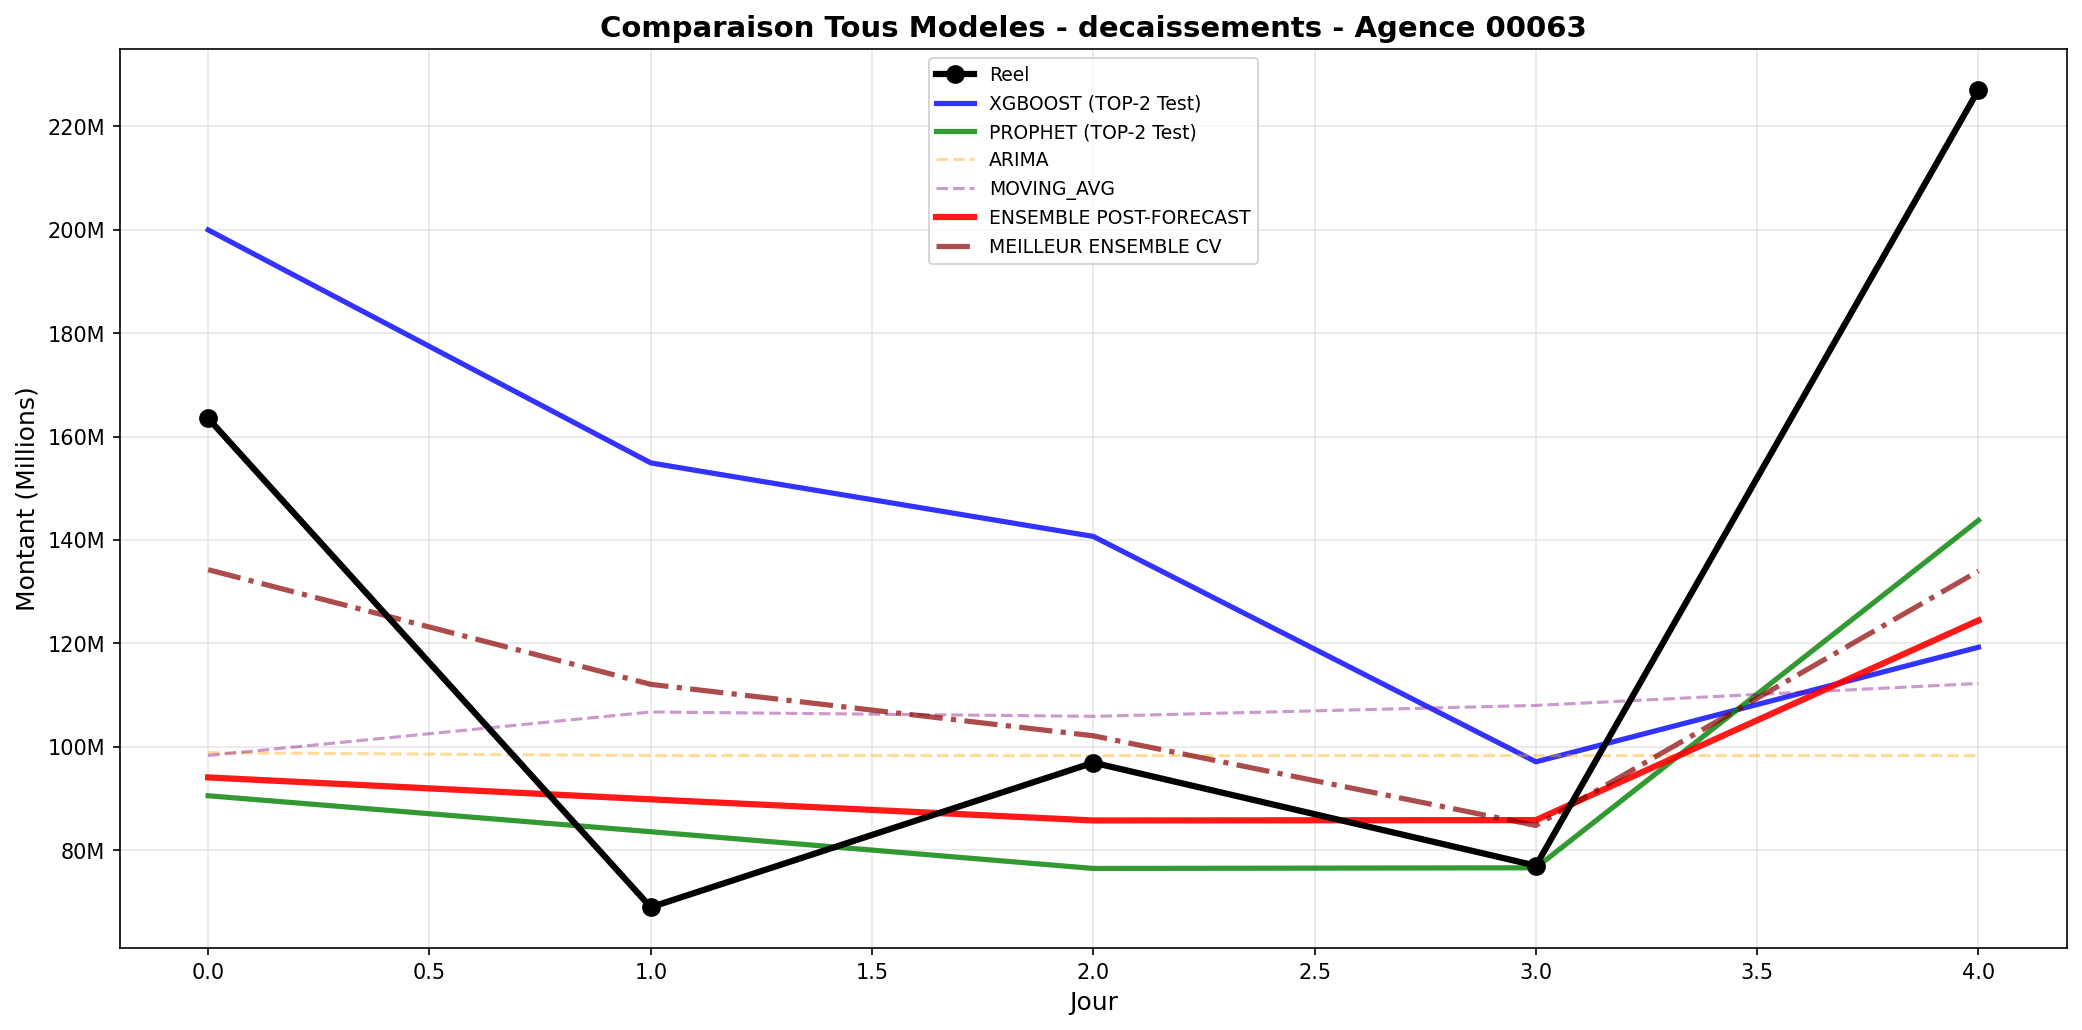 Comparaison Tous Modeles - decaissements - Agence 00063
Reel
XGBOOST (TOP-2 Test)
PROPHET (TOP-2 Test)
ARIMA
MOVING_AVG
ENSEMBLE POST-FORECAST
MEILLEUR ENSEMBLE CV
Montant (Millions)
220M
200M
180M
160M
140M
120M
100M
80M
0.0 0.5 1.0 1.5 2.0 2.5 3.0 3.5 4.0
Jour